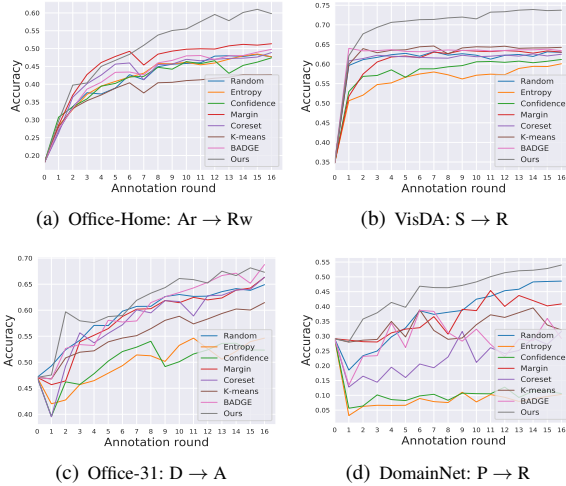 0.60
0.55
0.50
0.45
0.40
0.35
0.30
0.25
0.20
Accuracy
Random
Entropy
Confidence
Margin
Coreset
K-means
BADGE
Ours
0 1 2 3 4 5 6 7 8 9 10 11 12 13 14 15 16
Annotation round
(a) Office-Home: Ar → Rw
0.75
0.70
0.65
0.60
0.55
0.50
0.45
0.40
0.35
Accuracy
Random
Entropy
Confidence
Margin
Coreset
K-means
BADGE
Ours
0 1 2 3 4 5 6 7 8 9 10 11 12 13 14 15 16
Annotation round
(b) VisDA: S → R
0.70
0.65
0.60
0.55
0.50
0.45
0.40
Accuracy
Random
Entropy
Confidence
Margin
Coreset
K-means
BADGE
Ours
0 1 2 3 4 5 6 7 8 9 10 11 12 13 14 15 16
Annotation round
(c) Office-31: D → A
0.55
0.50
0.45
0.40
0.35
0.30
0.25
0.20
0.15
0.10
0.05
Accuracy
Random
Entropy
Confidence
Margin
Coreset
K-means
BADGE
Ours
0 1 2 3 4 5 6 7 8 9 10 11 12 13 14 15 16
Annotation round
(d) DomainNet: P → R